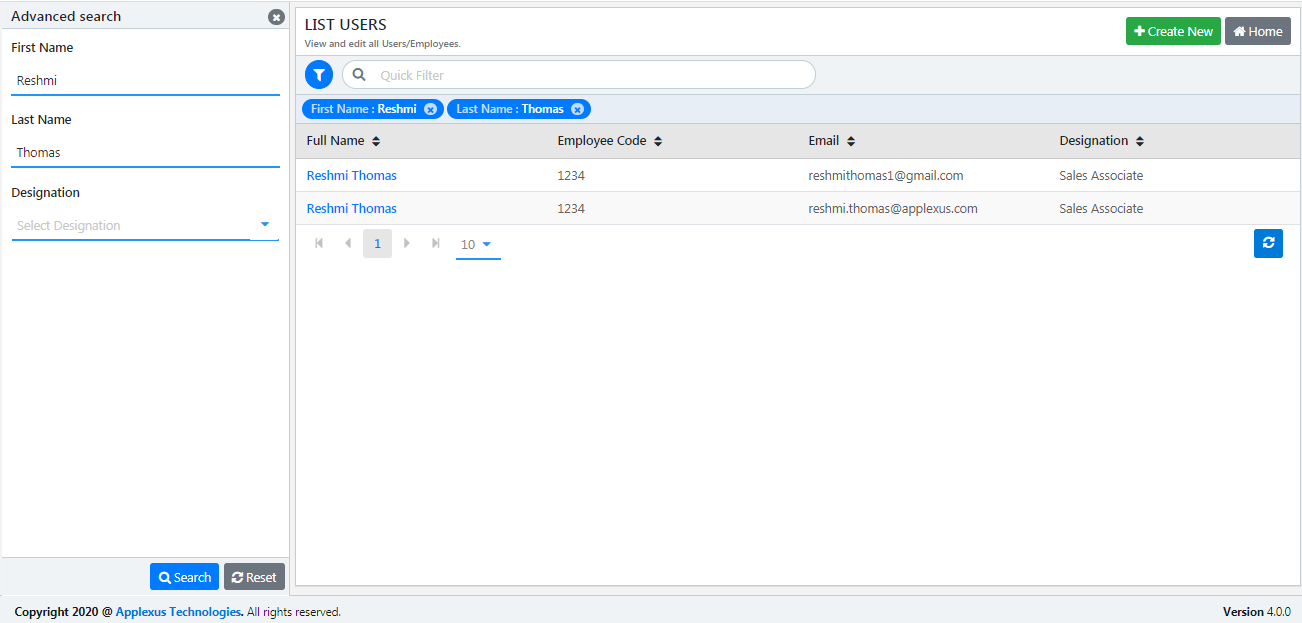 Advanced search
First Name
Reshmi
Last Name
Thomas
Designation
Select Designation
Search Reset
LIST USERS
View and edit all Users/Employees.
Create New Home
Quick Filter
First Name : Reshmi Last Name : Thomas
Full Name Employee Code Email Designation
Reshmi Thomas 1234 reshmithomas1@gmail.com Sales Associate
Reshmi Thomas 1234 reshmi.thomas@applexus.com Sales Associate
1 10
Copyright 2020 @ Applexus Technologies. All rights reserved. Version 4.0.0